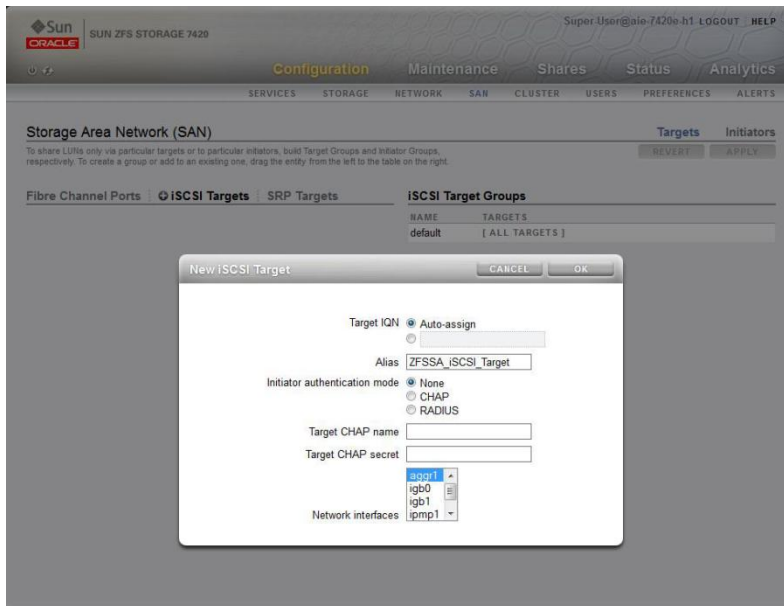 Sun
ORACLE
SUN ZFS STORAGE 7420
Super-User@aie-7420e-h1 LOGOUT HELP
Configuration Maintenance Shares Status Analytics
SERVICES STORAGE NETWORK SAN CLUSTER USERS PREFERENCES ALERTS
Storage Area Network (SAN)
Targets Initiators
To share LUNs only via particular targets or to particular initiators, build Target Groups and Initiator Groups,
respectively. To create a group or add to an existing one, drag the entity from the left to the table on the right.
REVERT APPLY
Fibre Channel Ports iSCSI Targets SRP Targets
iSCSI Target Groups
NAME TARGETS
default [ ALL TARGETS ]
New iSCSI Target
CANCEL OK
Target IQN Auto-assign
Alias ZFSSA_iSCSI_Target
Initiator authentication mode None
CHAP
RADIUS
Target CHAP name
Target CHAP secret
aggr1
igb0
igb1
Network interfaces ipmp1